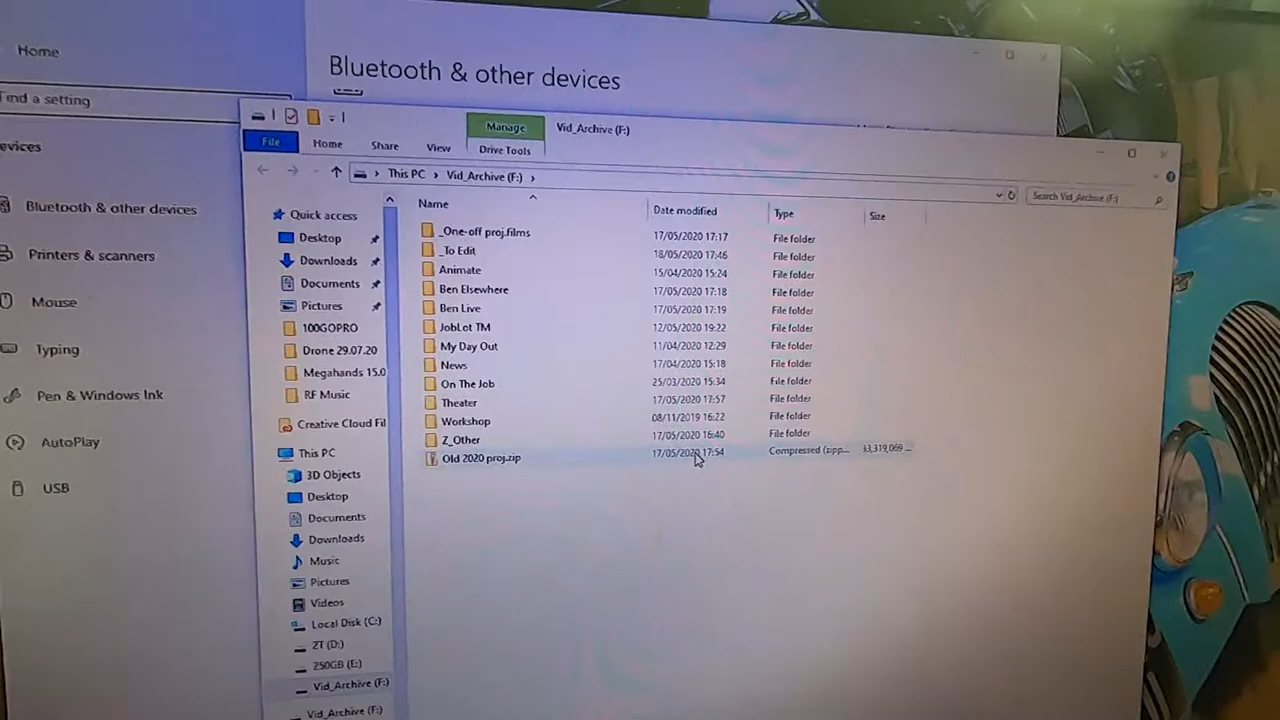 Home
Bluetooth & other devices
Find a setting
Manage
Vid_Archive (F:)
File
Home
Share
View
Drive Tools
This PC
Vid_Archive (F:)
Search Vid_Archive (F:)
evices
Bluetooth & other devices
Printers & scanners
Mouse
Typing
Pen & Windows Ink
AutoPlay
USB
Quick access
Desktop
Downloads
Documents
Pictures
100GOPRO
Drone 29.07.20
Megahands 15.0
RF Music
Creative Cloud Fil
This PC
3D Objects
Desktop
Documents
Downloads
Music
Pictures
Videos
Local Disk (C:)
ZT (D:)
250GB (E:)
Vid_Archive (F:)
Vid_Archive (F:)
Name Date modified Type Size
_One-off proj.films 17/05/2020 17:17 File folder
_To Edit 18/05/2020 17:46 File folder
Animate 15/04/2020 15:24 File folder
Ben Elsewhere 17/05/2020 17:18 File folder
Ben Live 17/05/2020 17:19 File folder
JobLot TM 12/05/2020 19:22 File folder
My Day Out 11/04/2020 12:29 File folder
News 17/04/2020 15:18 File folder
On The Job 25/03/2020 15:34 File folder
Theater 17/05/2020 17:57 File folder
Workshop 08/11/2019 16:22 File folder
Z_Other 17/05/2020 16:40 File folder
Old 2020 proj.zip 17/05/2020 17:54 Compressed (zipp... 33,319,069 ...